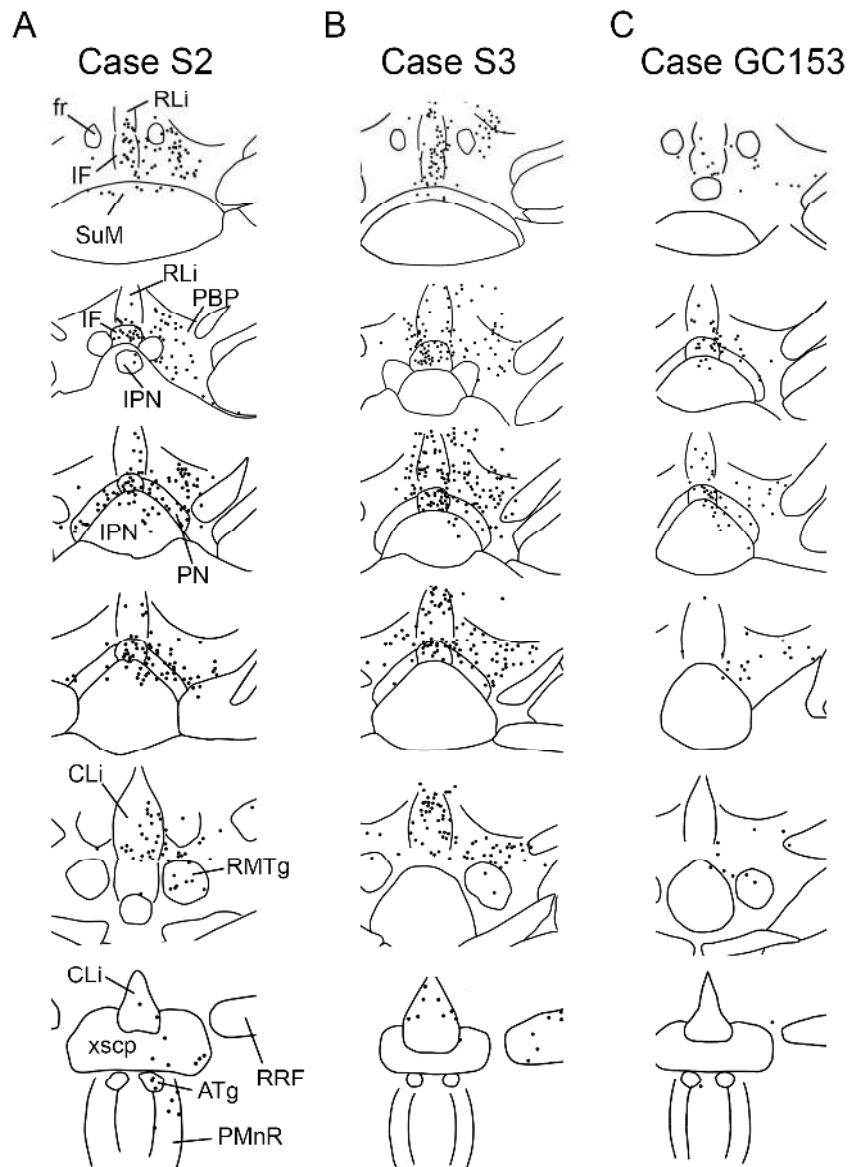 A
B
C
Case S2
Case S3
Case GC153
fr
RLi
IF
SuM
RLi
IF
PBP
IPN
IPN
PN
CLi
RMTg
CLi
xscp
RRF
ATg
PMnR